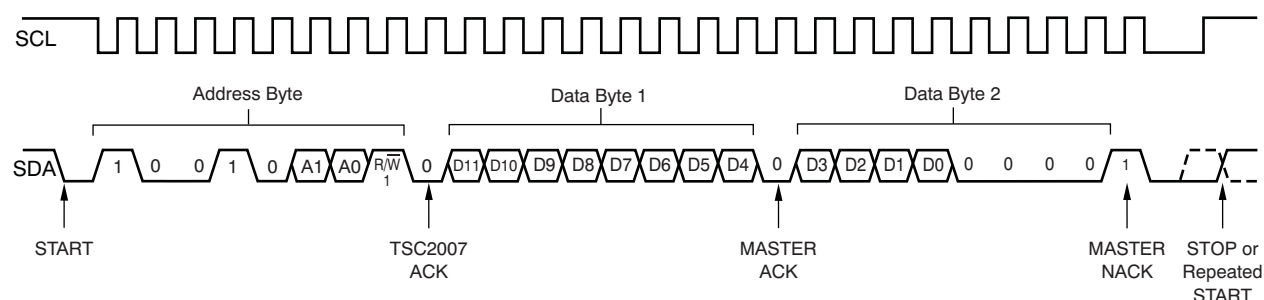 SCL
Address Byte
Data Byte 1
Data Byte 2
SDA
1 0 0 1 0 A1 A0 R/W̅ 1 0 D11 D10 D9 D8 D7 D6 D5 D4 0 D3 D2 D1 D0 0 0 0 0 1
START
TSC2007
ACK
MASTER
ACK
MASTER
NACK
STOP or
Repeated
START